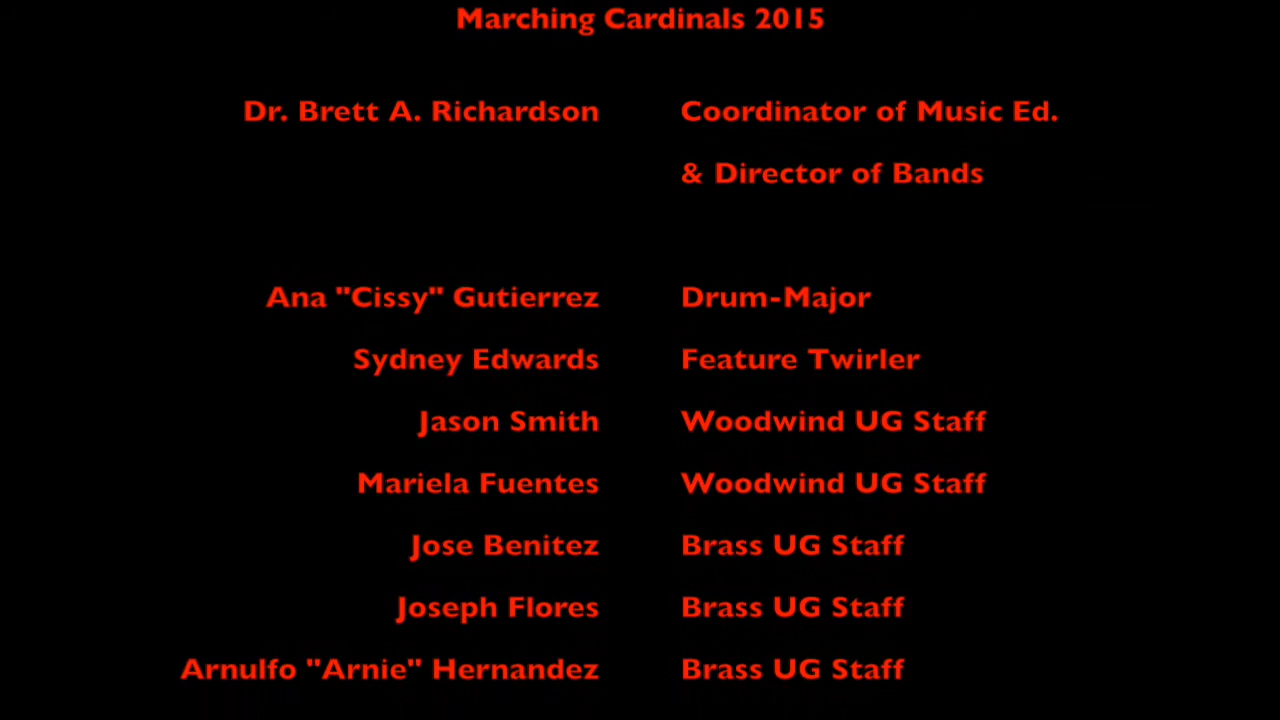 Marching Cardinals 2015
Dr. Brett A. Richardson Coordinator of Music Ed.
& Director of Bands
Ana "Cissy" Gutierrez Drum-Major
Sydney Edwards Feature Twirler
Jason Smith Woodwind UG Staff
Mariela Fuentes Woodwind UG Staff
Jose Benitez Brass UG Staff
Joseph Flores Brass UG Staff
Arnulfo "Arnie" Hernandez Brass UG Staff